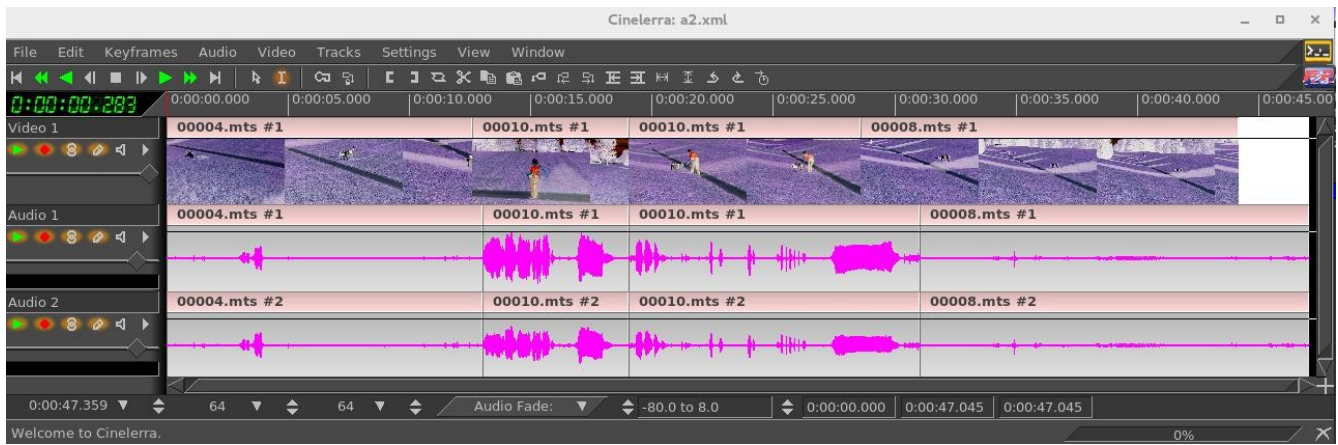 Cinelerra: a2.xml
File Edit Keyframes Audio Video Tracks Settings View Window
0:00:00.283 0:00:00.000 0:00:05.000 0:00:10.000 0:00:15.000 0:00:20.000 0:00:25.000 0:00:30.000 0:00:35.000 0:00:40.000 0:00:45.00
Video 1 00004.mts #1 00010.mts #1 00010.mts #1 00008.mts #1
Audio 1 00004.mts #1 00010.mts #1 00010.mts #1 00008.mts #1
Audio 2 00004.mts #2 00010.mts #2 00010.mts #2 00008.mts #2
0:00:47.359 64 64 Audio Fade: -80.0 to 8.0 0:00:00.000 0:00:47.045 0:00:47.045
Welcome to Cinelerra. 0%